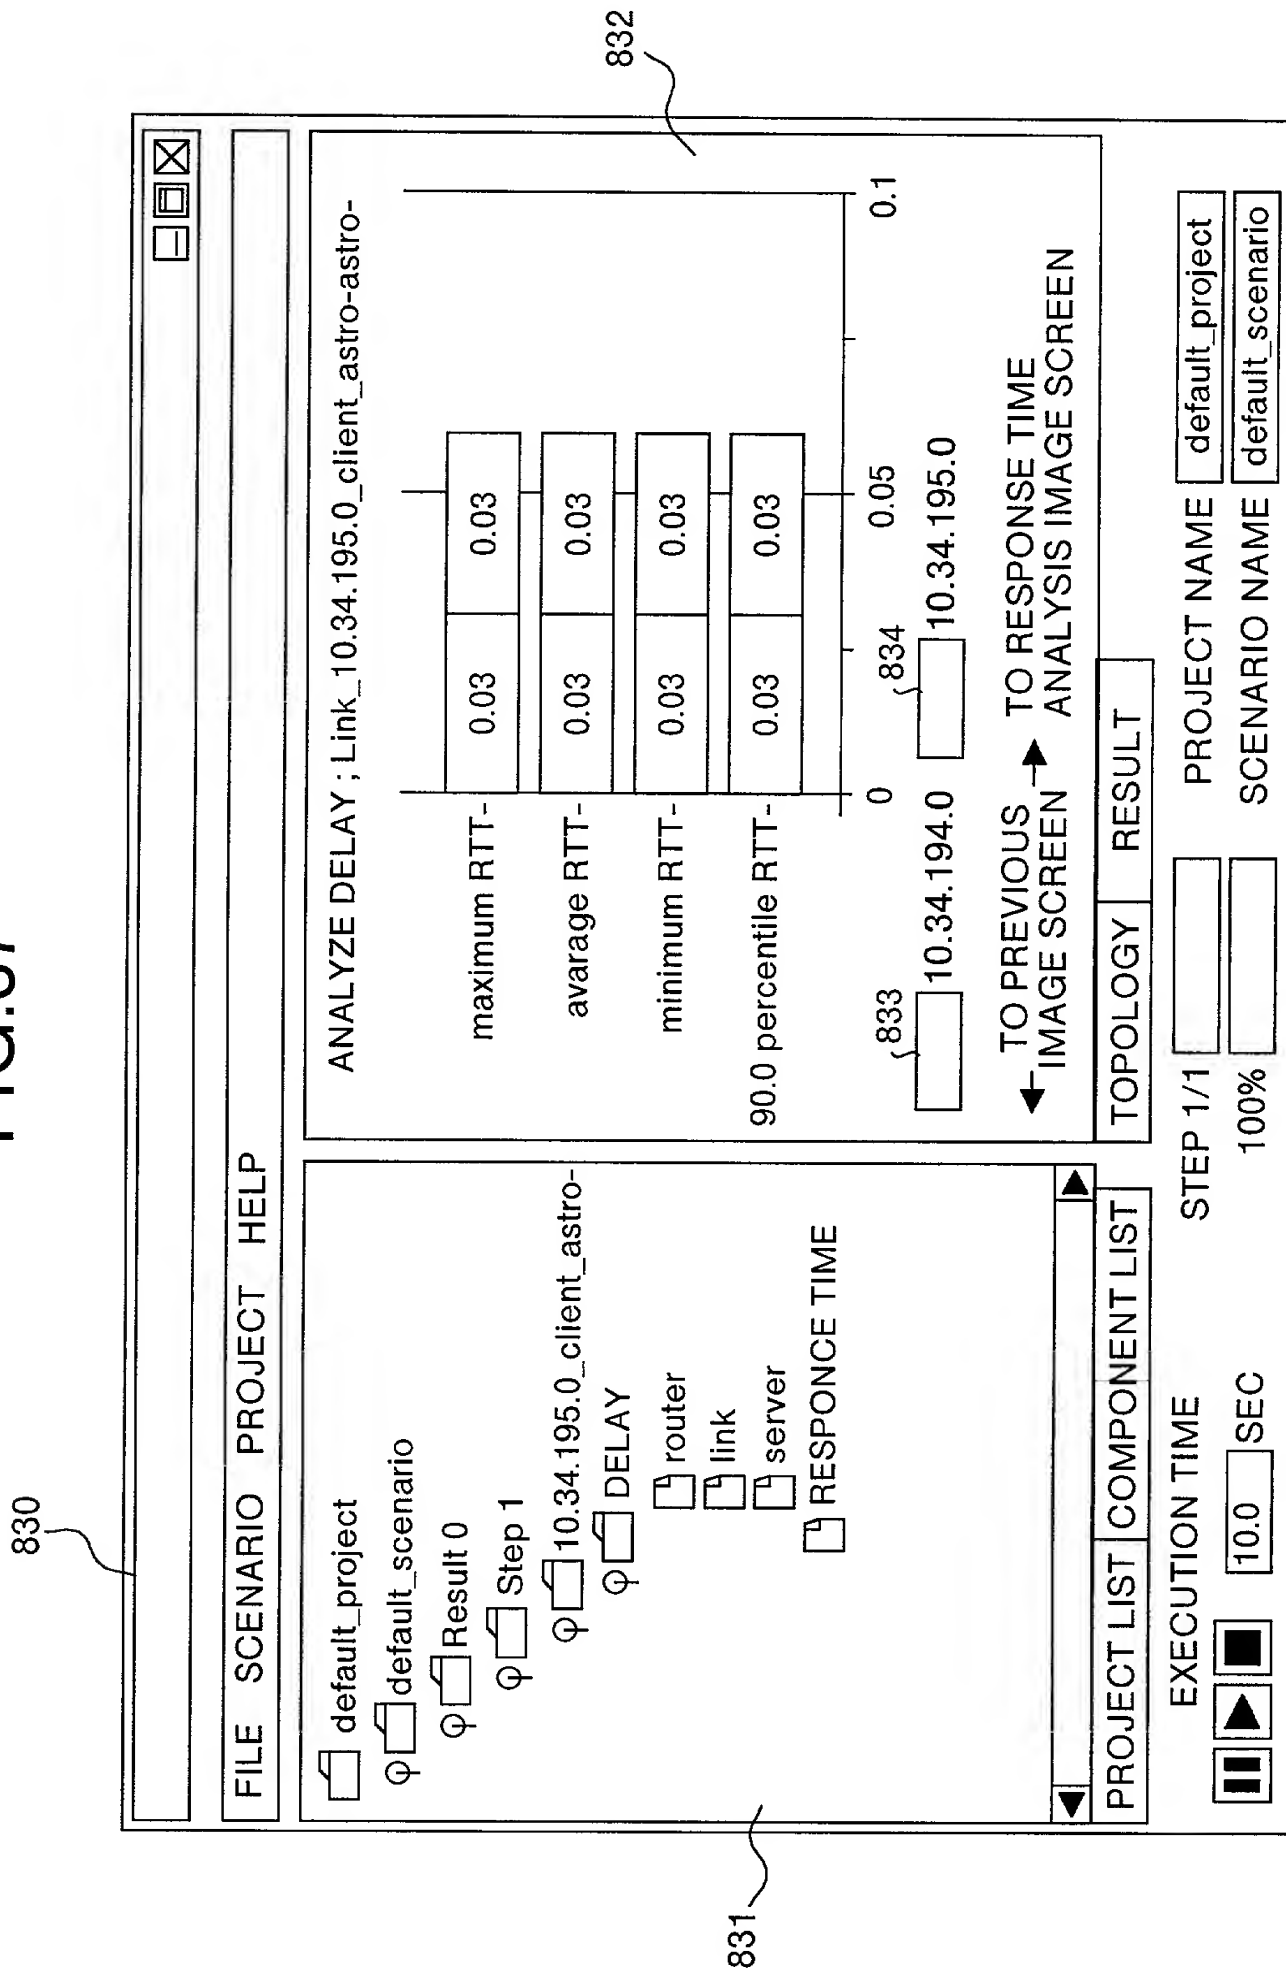 830
FILE SCENARIO PROJECT HELP
default_project
default_scenario
Result 0
Step 1
10.34.195.0_client_astro-
DELAY
router
link
server
RESPONCE TIME
831
PROJECT LIST
COMPONENT LIST
ANALYZE DELAY ; Link_10.34.195.0_client_astro-astro-
maximum RTT-
0.03
0.03
avarage RTT-
0.03
0.03
minimum RTT-
0.03
0.03
90.0 percentile RTT-
0.03
0.03
0
0.05
0.1
833
10.34.194.0
834
10.34.195.0
TO PREVIOUS
IMAGE SCREEN
TO RESPONSE TIME
ANALYSIS IMAGE SCREEN
832
TOPOLOGY
RESULT
EXECUTION TIME
10.0 SEC
STEP 1/1
100%
PROJECT NAME default_project
SCENARIO NAME default_scenario